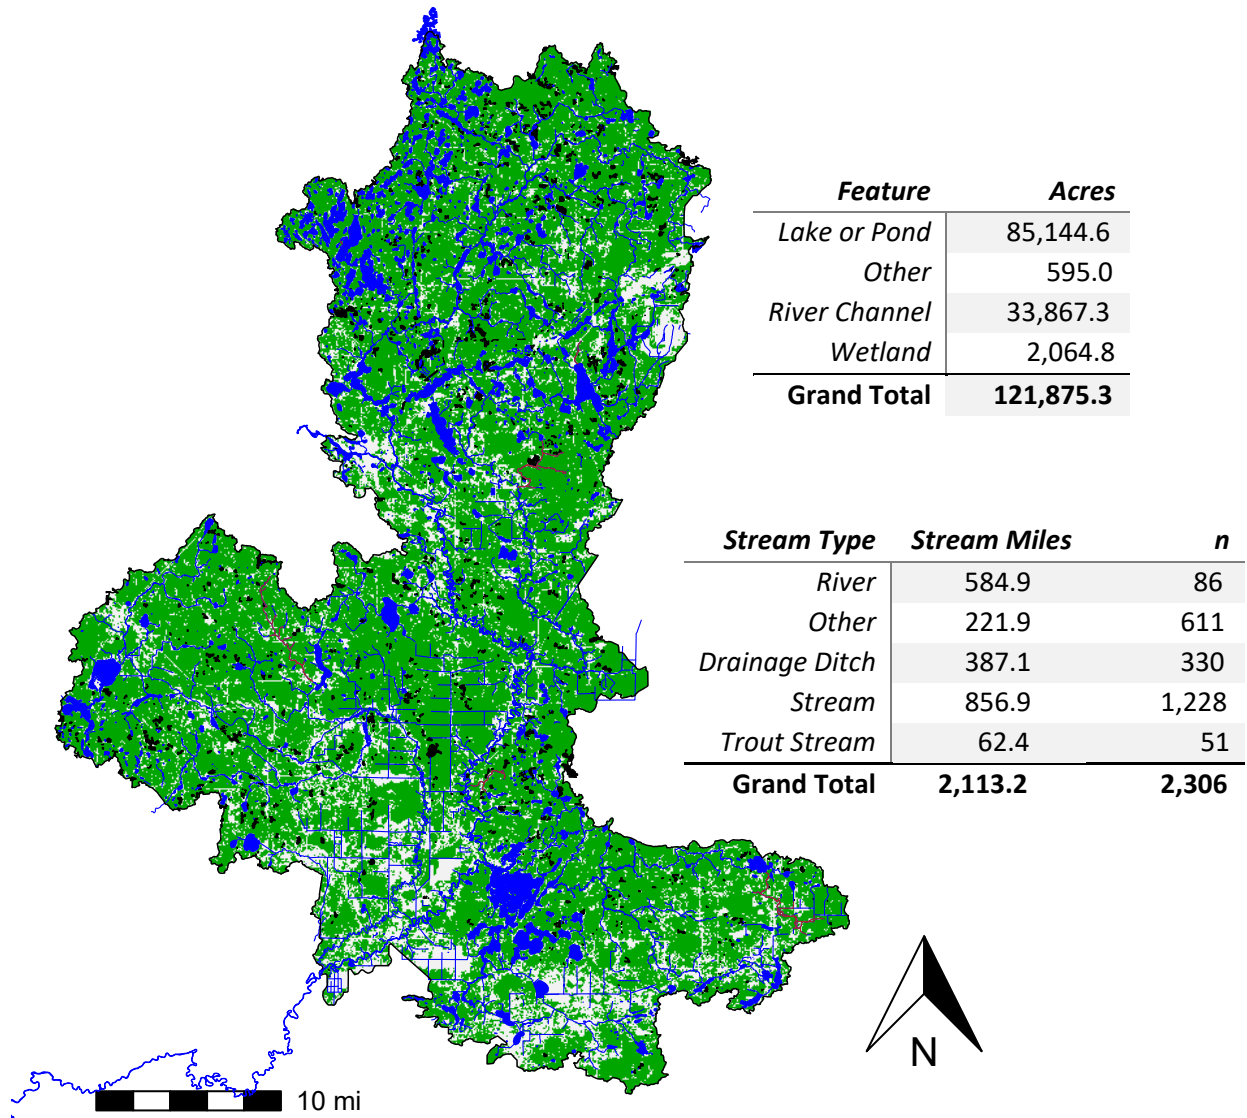 Feature Acres
Lake or Pond 85,144.6
Other 595.0
River Channel 33,867.3
Wetland 2,064.8
Grand Total 121,875.3
Stream Type Stream Miles n
River 584.9 86
Other 221.9 611
Drainage Ditch 387.1 330
Stream 856.9 1,228
Trout Stream 62.4 51
Grand Total 2,113.2 2,306
N
10 mi